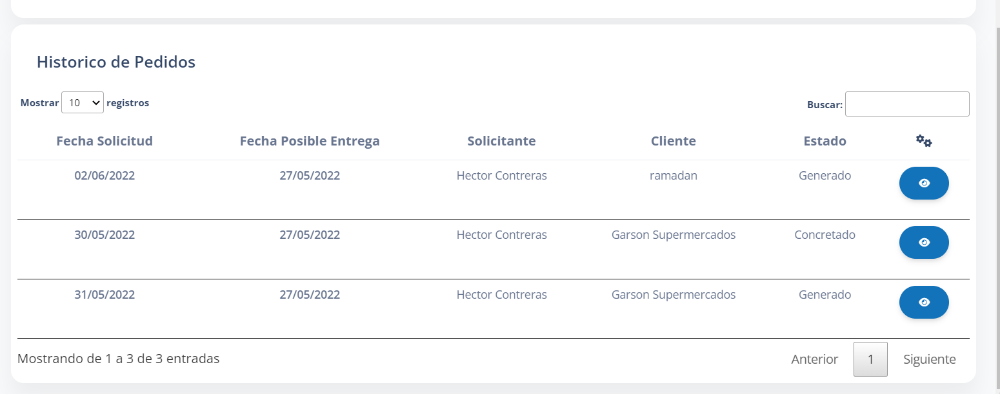 Historico de Pedidos
Mostrar 10 registros
Buscar:
Fecha Solicitud Fecha Posible Entrega Solicitante Cliente Estado
02/06/2022 27/05/2022 Hector Contreras ramadan Generado
30/05/2022 27/05/2022 Hector Contreras Garson Supermercados Concretado
31/05/2022 27/05/2022 Hector Contreras Garson Supermercados Generado
Mostrando de 1 a 3 de 3 entradas
Anterior 1 Siguiente